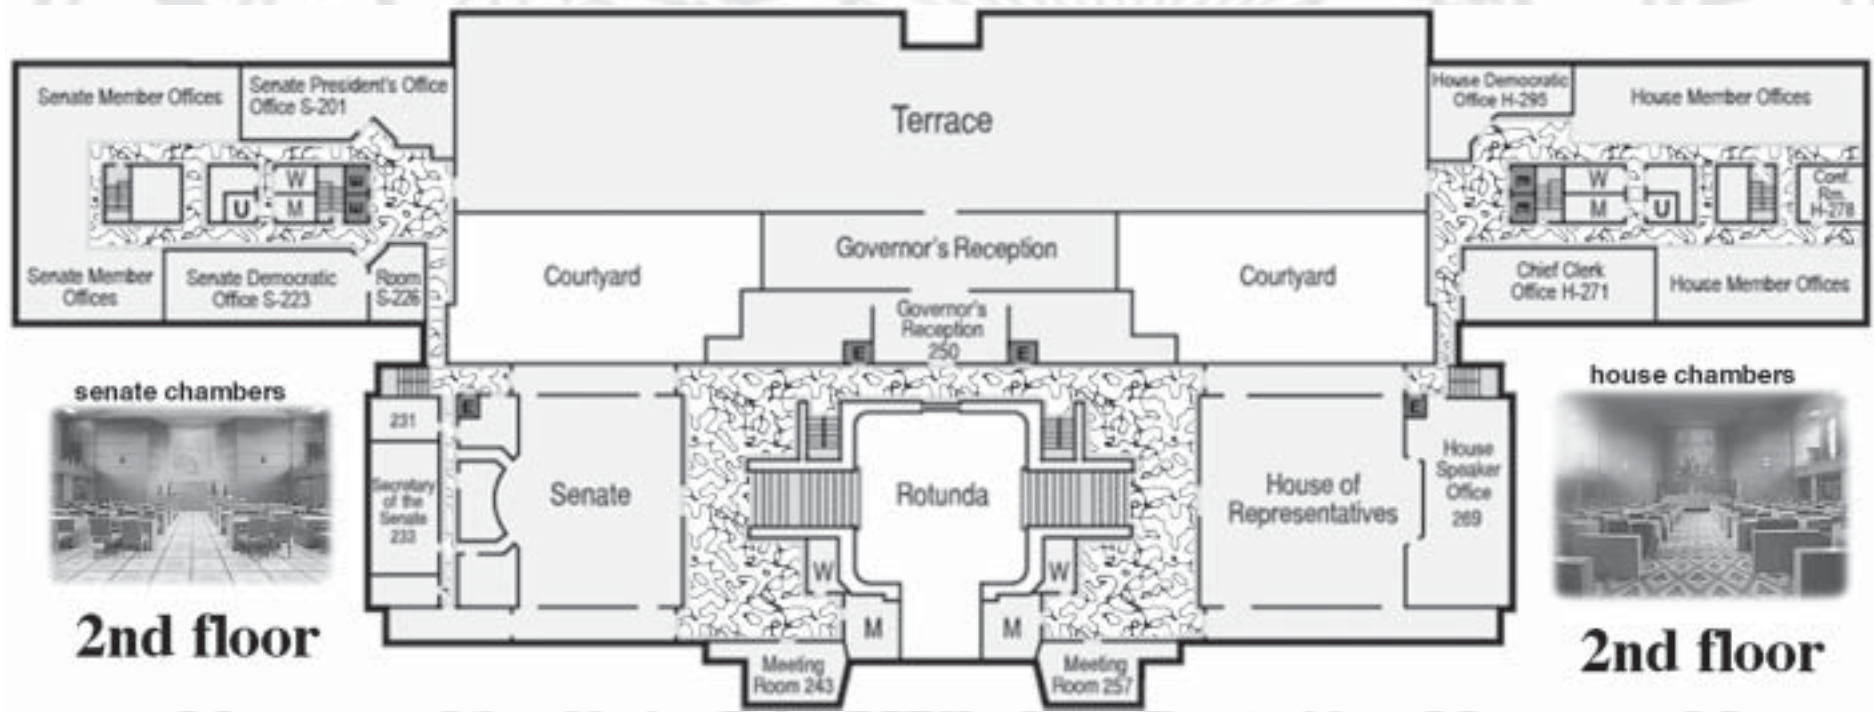 Senate Member Offices
Senate President's Office
Office S-201
Terrace
House Democratic
Office H-295
House Member Offices
W
M
U
E
E
E
E
W
M
U
Conf.
Rm.
H-278
Senate Member
Offices
Senate Democratic
Office S-223
Room
S-226
Courtyard
Governor's Reception
Courtyard
Chief Clerk
Office H-271
House Member Offices
Governor's
Reception
250
E
E
senate chambers
house chambers
231
E
E
Secretary
of the
Senate
233
Senate
Rotunda
House of
Representatives
House
Speaker
Office
269
W
W
M
M
2nd floor
2nd floor
Meeting
Room 243
Meeting
Room 257